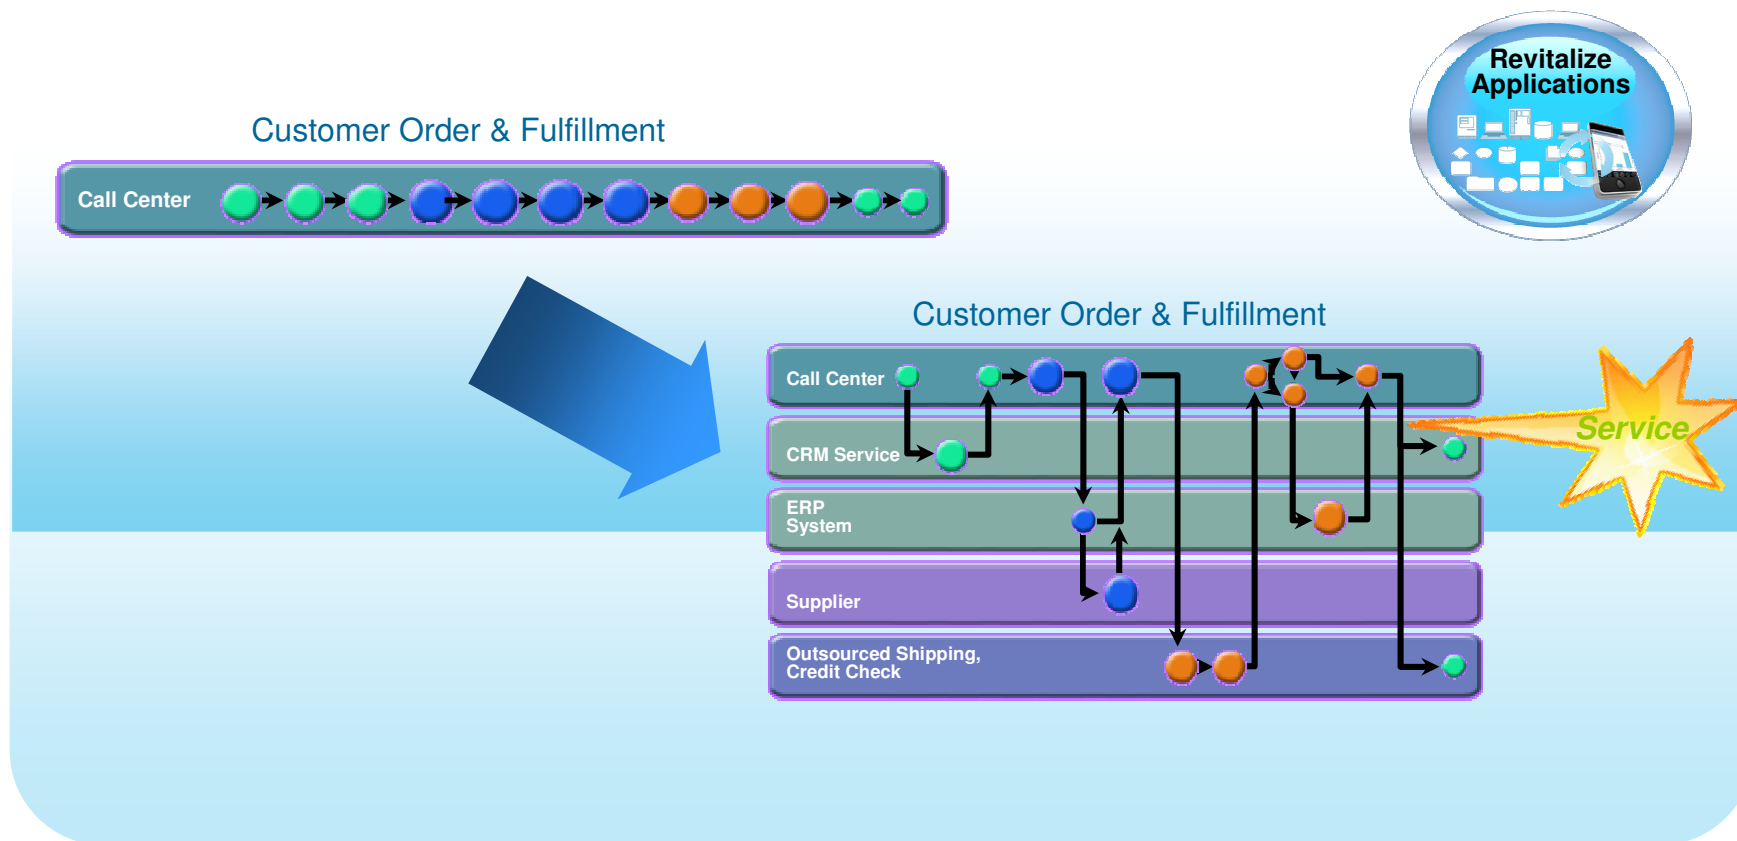 Revitalize
Applications
Customer Order & Fulfillment
Call Center
Customer Order & Fulfillment
Call Center
CRM Service
Service
ERP
System
Supplier
Outsourced Shipping,
Credit Check